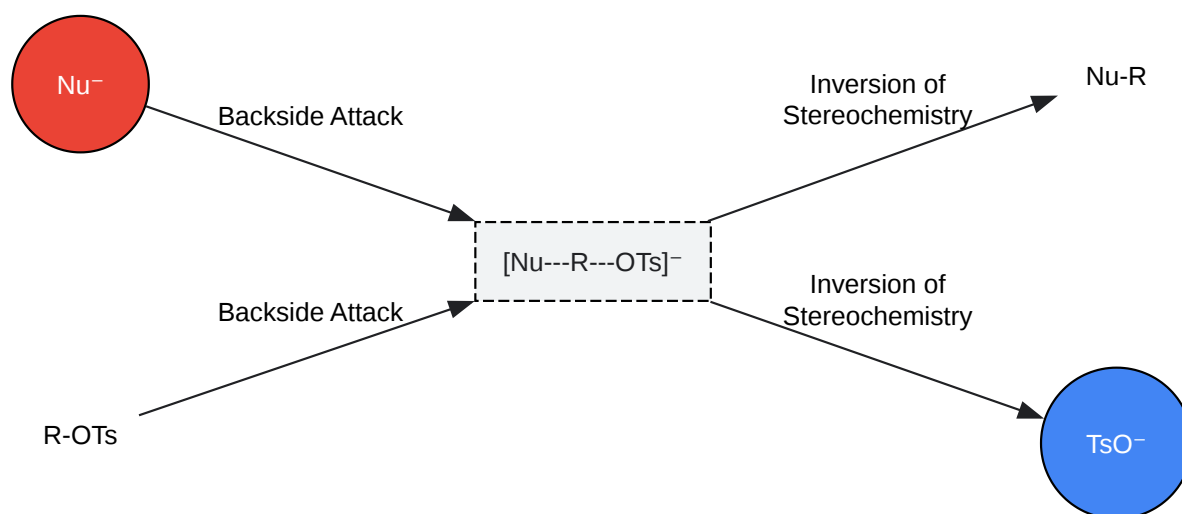 Nu⁻
Backside Attack
Inversion of
Stereochemistry
Nu-R
[Nu---R---OTs]⁻
Backside Attack
Inversion of
Stereochemistry
R-OTs
TsO⁻